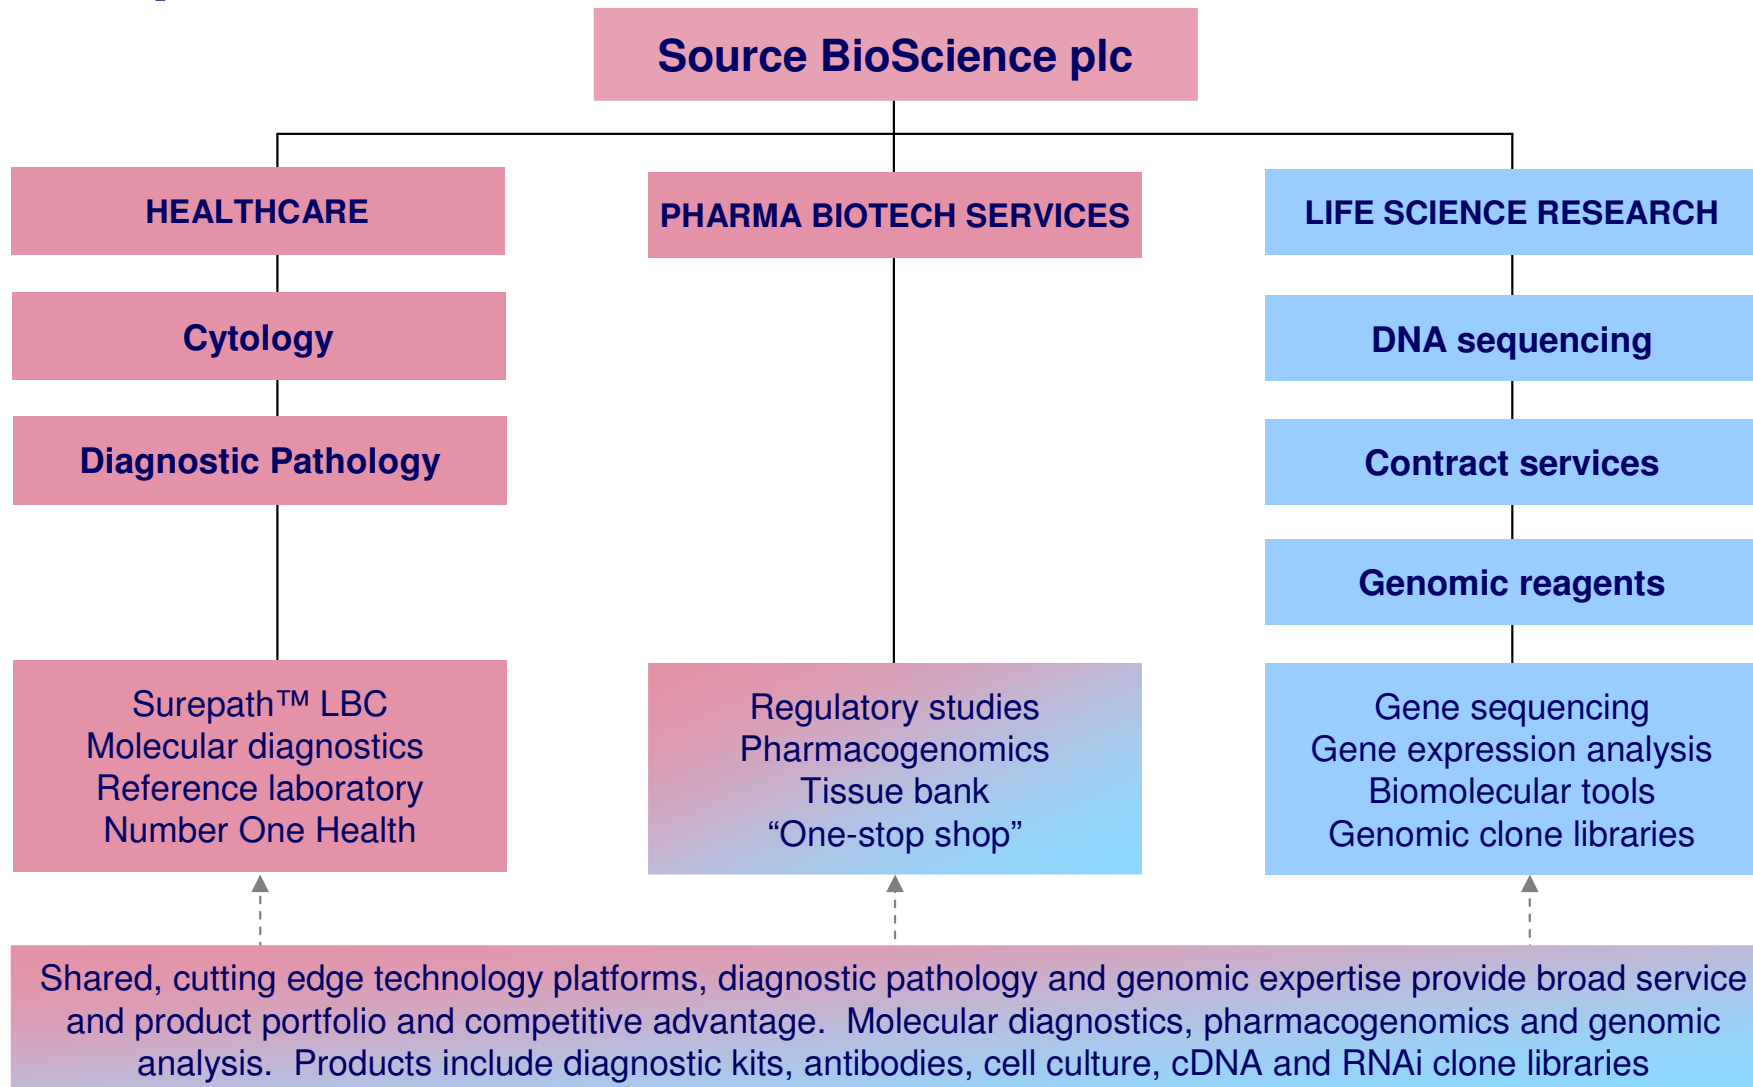 Source BioScience plc
HEALTHCARE
Cytology
Diagnostic Pathology
Surepath™ LBC
Molecular diagnostics
Reference laboratory
Number One Health
PHARMA BIOTECH SERVICES
Regulatory studies
Pharmacogenomics
Tissue bank
“One-stop shop”
LIFE SCIENCE RESEARCH
DNA sequencing
Contract services
Genomic reagents
Gene sequencing
Gene expression analysis
Biomolecular tools
Genomic clone libraries
Shared, cutting edge technology platforms, diagnostic pathology and genomic expertise provide broad service
and product portfolio and competitive advantage.  Molecular diagnostics, pharmacogenomics and genomic
analysis.  Products include diagnostic kits, antibodies, cell culture, cDNA and RNAi clone libraries